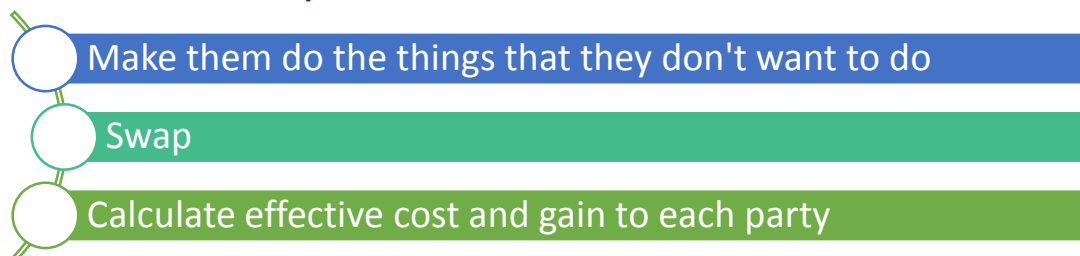 Make them do the things that they don't want to do
Swap
Calculate effective cost and gain to each party